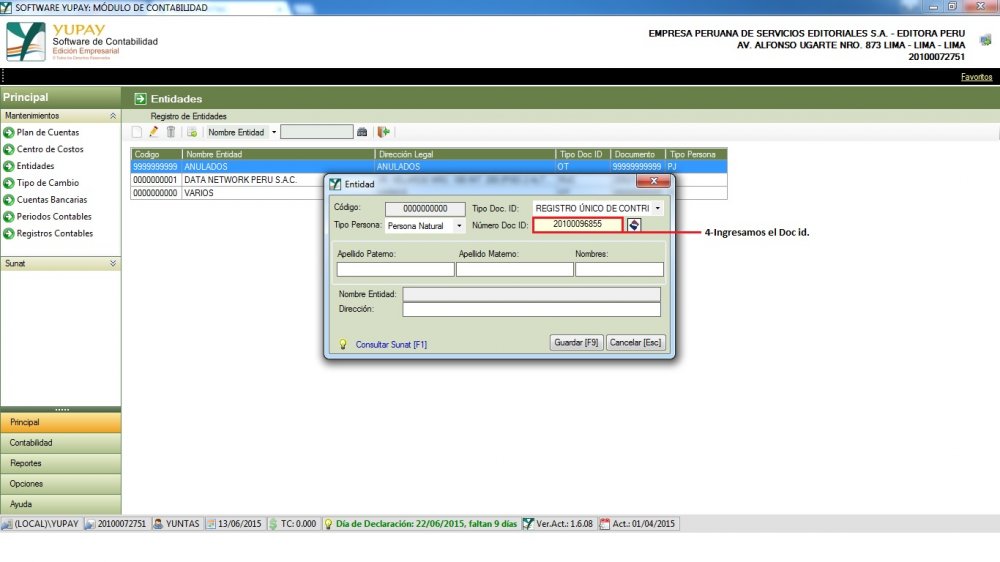 SOFTWARE YUPAY: MÓDULO DE CONTABILIDAD
YUPAY
Software de Contabilidad
Edición Empresarial
EMPRESA PERUANA DE SERVICIOS EDITORIALES S.A. - EDITORA PERU
AV. ALFONSO UGARTE NRO. 873 LIMA - LIMA - LIMA
20100072751
Favoritos
Principal
Entidades
Mantenimientos
Registro de Entidades
Plan de Cuentas
Centro de Costos
Entidades
Tipo de Cambio
Cuentas Bancarias
Periodos Contables
Registros Contables
Sunat
Nombre Entidad
Codigo Nombre Entidad Dirección Legal Tipo Doc ID Documento Tipo Persona
9999999999 ANULADOS ANULADOS OT 99999999999 PJ
0000000001 DATA NETWORK PERU S.A.C.
0000000000 VARIOS
Entidad
Código: 0000000000 Tipo Doc. ID: REGISTRO ÚNICO DE CONTRI
Tipo Persona: Persona Natural Número Doc ID: 20100096855
4-Ingresamos el Doc id.
Apellido Paterno: Apellido Materno: Nombres:
Nombre Entidad:
Dirección:
Consultar Sunat [F1] Guardar [F9] Cancelar [Esc]
Principal
Contabilidad
Reportes
Opciones
Ayuda
(LOCAL)\YUPAY 20100072751 YUNTAS 13/06/2015 TC: 0.000 Día de Declaración: 22/06/2015, faltan 9 días Ver.Act.: 1.6.08 Act.: 01/04/2015